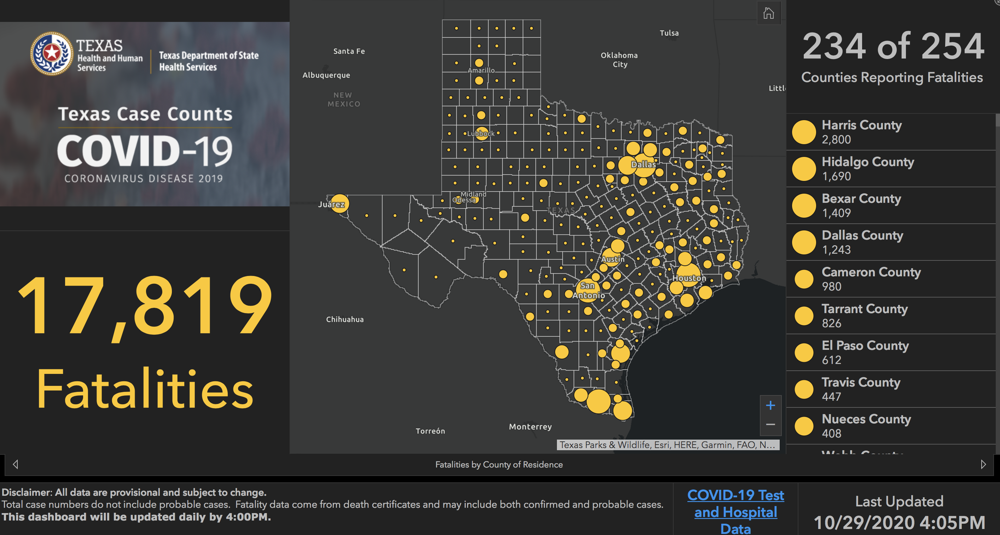 TEXAS
Health and Human
Services
Texas Department of State
Health Services
Texas Case Counts
COVID-19
CORONAVIRUS DISEASE 2019
17,819
Fatalities
Tulsa
Santa Fe
Oklahoma
City
Albuquerque
Amarillo
Littl
NEW
MEXICO
Lubbock
Dallas
Midland
Odessa
Juárez
TEXAS
Austin
Houston
San
Antonio
Chihuahua
Monterrey
Torreón
+
−
Texas Parks & Wildlife, Esri, HERE, Garmin, FAO, N...
234 of 254
Counties Reporting Fatalities
Harris County
2,800
Hidalgo County
1,690
Bexar County
1,409
Dallas County
1,243
Cameron County
980
Tarrant County
826
El Paso County
612
Travis County
447
Nueces County
408
Webb County
Fatalities by County of Residence
Disclaimer: All data are provisional and subject to change.
Total case numbers do not include probable cases.  Fatality data come from death certificates and may include both confirmed and probable cases.
This dashboard will be updated daily by 4:00PM.
COVID-19 Test
and Hospital
Data
Last Updated
10/29/2020 4:05PM